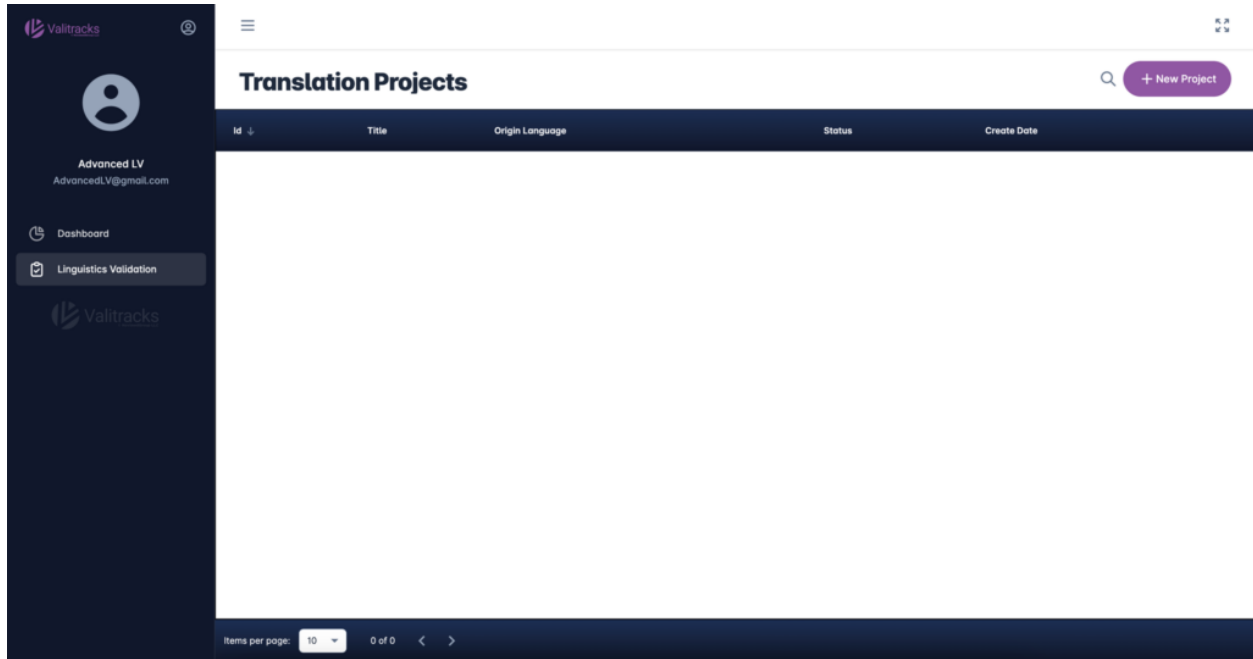 Valitracks
Translation Projects
+ New Project
Id ↓ Title Origin Language Status Create Date
Advanced LV
AdvancedLV@gmail.com
Dashboard
Linguistics Validation
Valitracks
Items per page: 10 0 of 0 < >